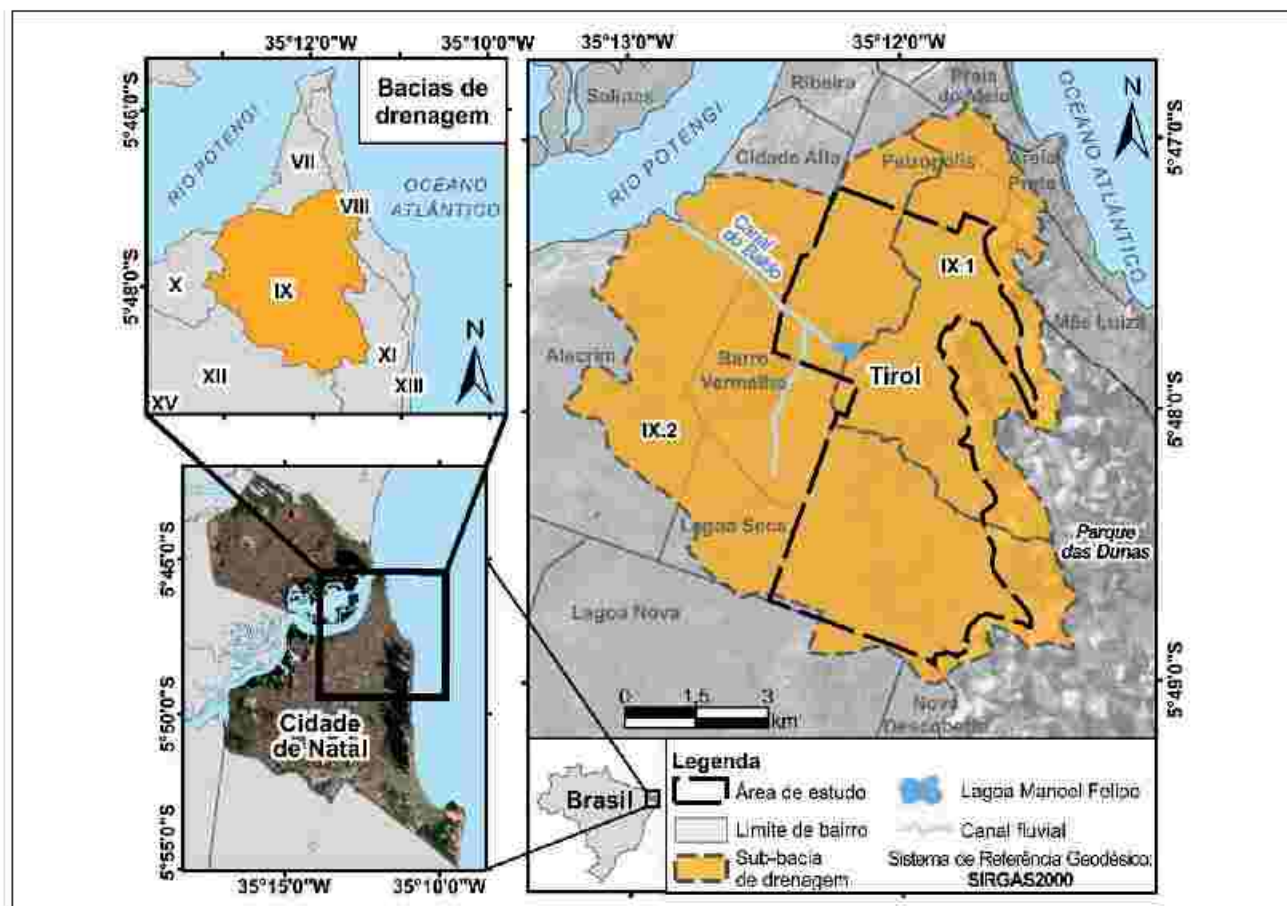 35°12'0"W
35°10'0"W
5°46'0"S
5°48'0"S
Bacias de
drenagem
N
RIO POTENGI
OCEANO
ATLÂNTICO
VII
VIII
IX
X
XI
XII
XIII
XV
35°13'0"W
35°12'0"W
5°47'0"S
5°48'0"S
5°49'0"S
N
Salinas
Ribeira
Praia
do Meio
OCEANO ATLÂNTICO
RIO POTENGI
Cidade Alta
Petrópolis
Areia
Preta
Canal
do Baldo
IX.1
Mãe Luiza
Alecrim
Barro
Vermelho
Tirol
IX.2
Lagoa Seca
Parque
das Dunas
Lagoa Nova
Nova
Descoberta
0 1,5 3
km
5°45'0"S
5°50'0"S
5°55'0"S
35°15'0"W
35°10'0"W
Cidade
de Natal
Brasil
Legenda
Área de estudo
Limite de bairro
Sub-bacia
de drenagem
Lagoa Manoel Felipe
Canal fluvial
Sistema de Referência Geodésico:
SIRGAS2000